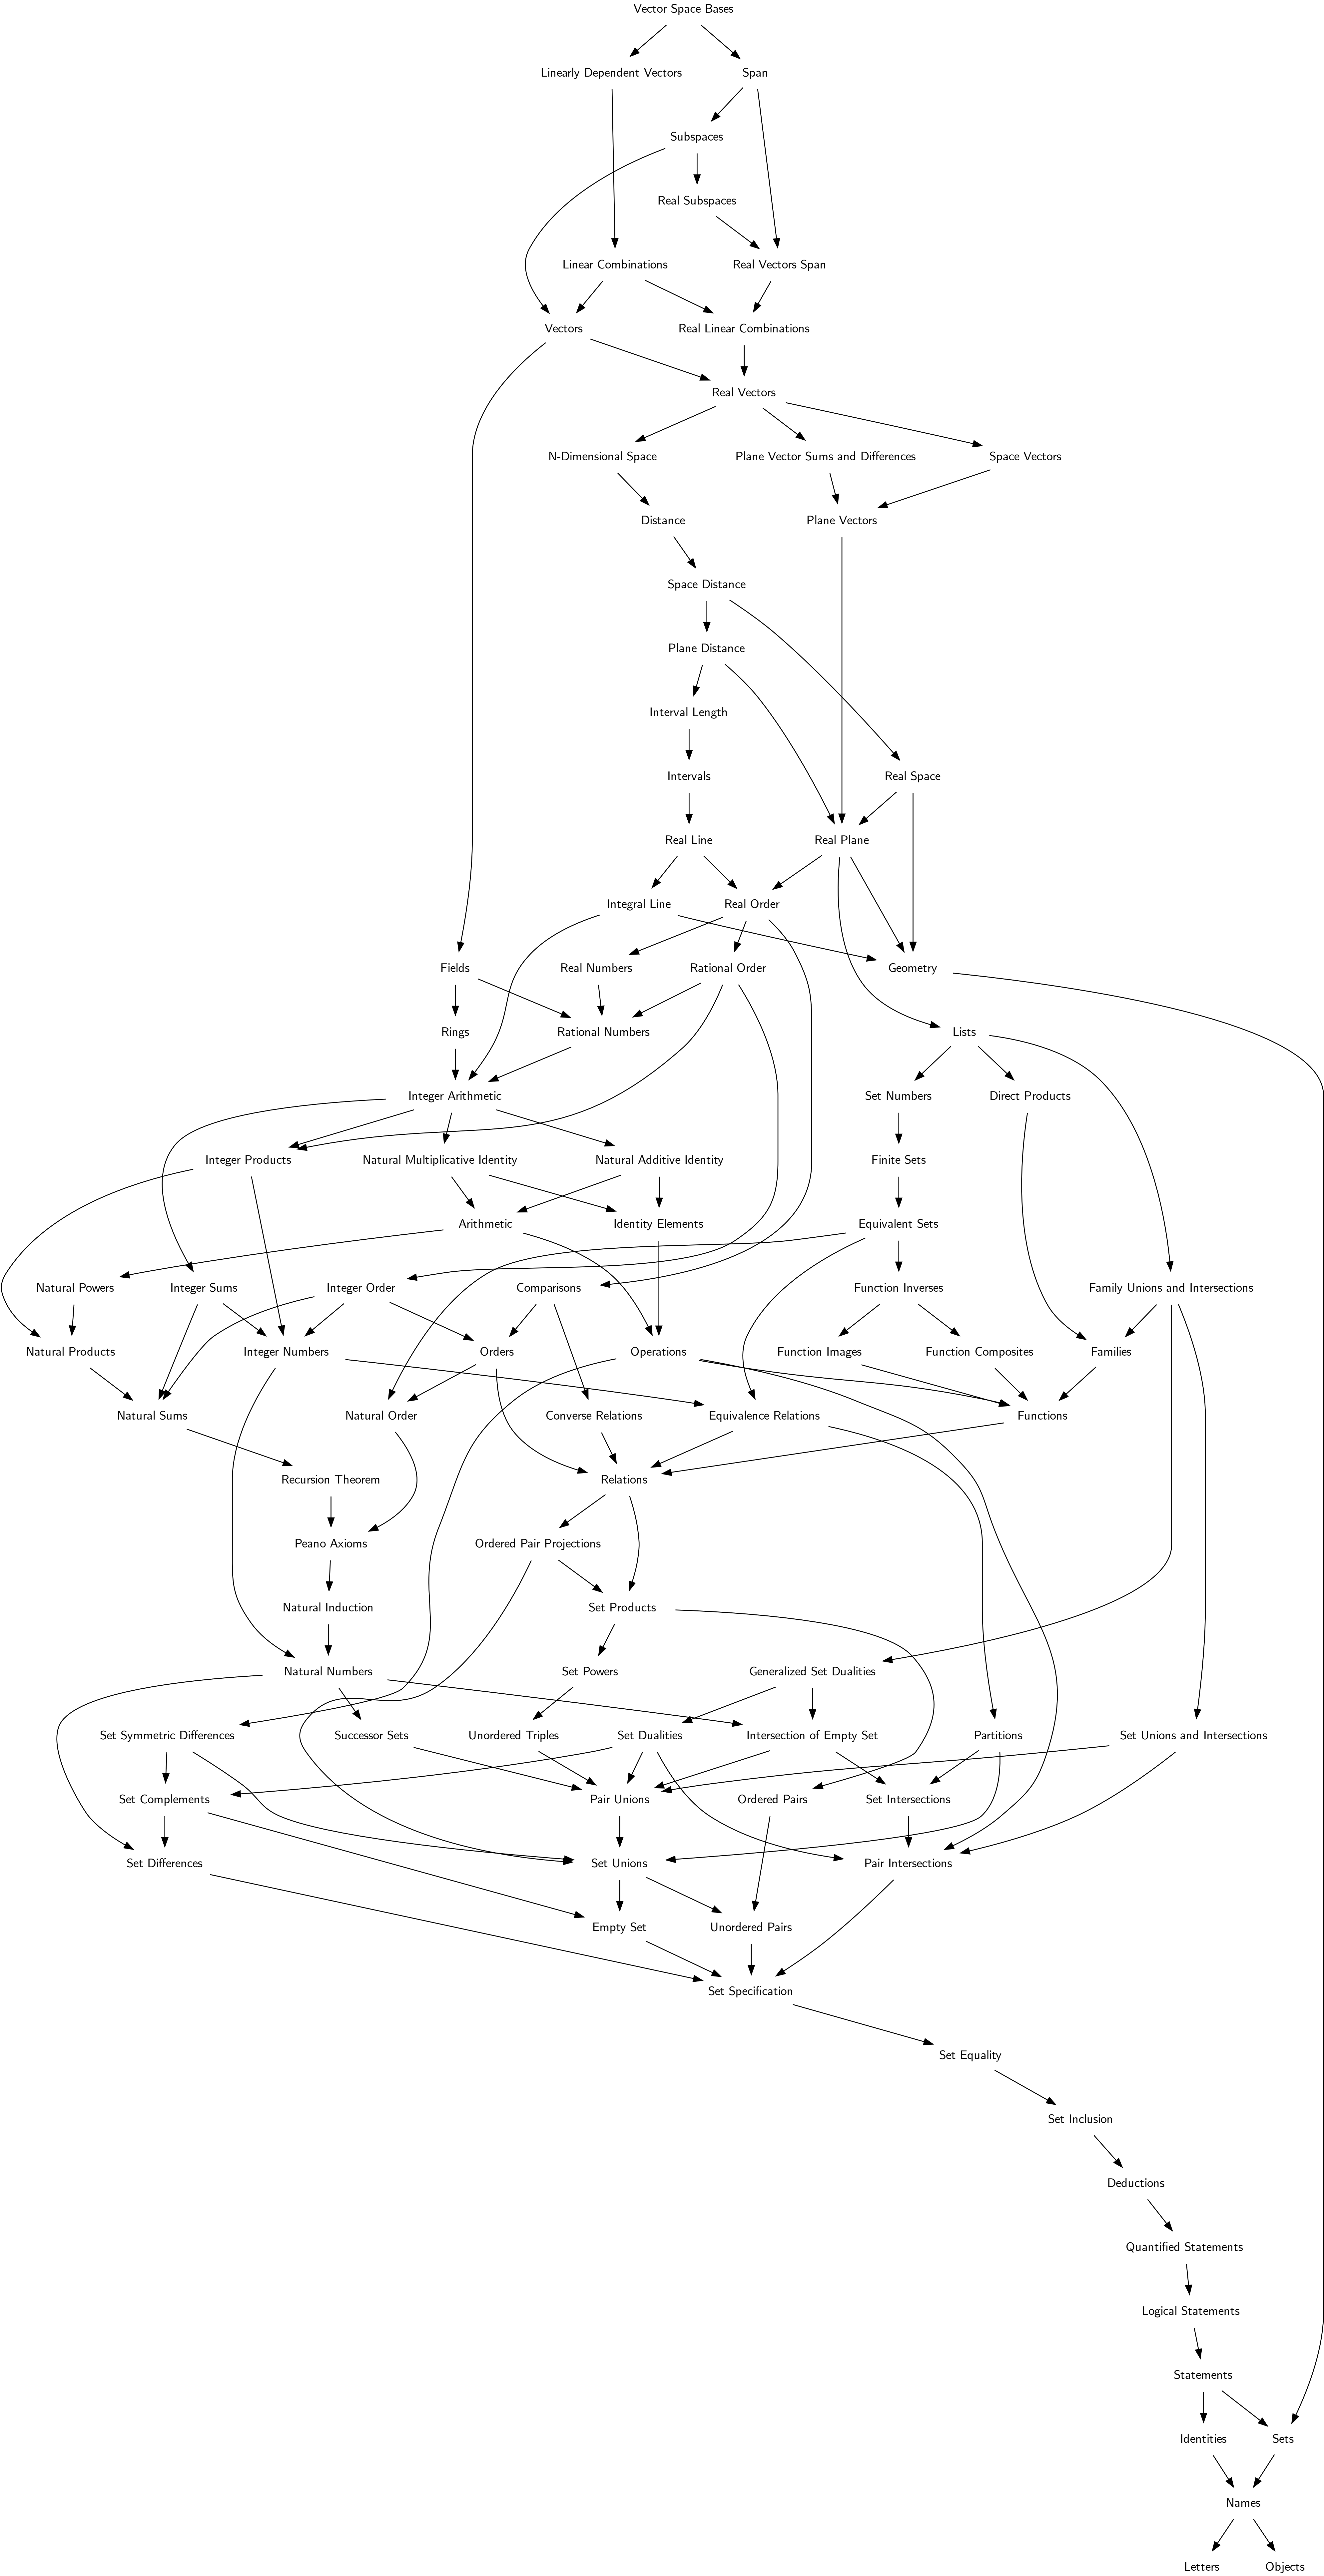 Vector Space Bases
Linearly Dependent Vectors
Span
Subspaces
Real Subspaces
Linear Combinations
Real Vectors Span
Vectors
Real Linear Combinations
Real Vectors
N-Dimensional Space
Plane Vector Sums and Differences
Space Vectors
Distance
Plane Vectors
Space Distance
Plane Distance
Interval Length
Intervals
Real Space
Real Line
Real Plane
Integral Line
Real Order
Fields
Real Numbers
Rational Order
Geometry
Rings
Rational Numbers
Lists
Integer Arithmetic
Set Numbers
Direct Products
Integer Products
Natural Multiplicative Identity
Natural Additive Identity
Finite Sets
Arithmetic
Identity Elements
Equivalent Sets
Natural Powers
Integer Sums
Integer Order
Comparisons
Function Inverses
Family Unions and Intersections
Natural Products
Integer Numbers
Orders
Operations
Function Images
Function Composites
Families
Natural Sums
Natural Order
Converse Relations
Equivalence Relations
Functions
Recursion Theorem
Relations
Peano Axioms
Ordered Pair Projections
Natural Induction
Set Products
Natural Numbers
Set Powers
Generalized Set Dualities
Set Symmetric Differences
Successor Sets
Unordered Triples
Set Dualities
Intersection of Empty Set
Partitions
Set Unions and Intersections
Set Complements
Pair Unions
Ordered Pairs
Set Intersections
Set Differences
Set Unions
Pair Intersections
Empty Set
Unordered Pairs
Set Specification
Set Equality
Set Inclusion
Deductions
Quantified Statements
Logical Statements
Statements
Identities
Sets
Names
Letters
Objects